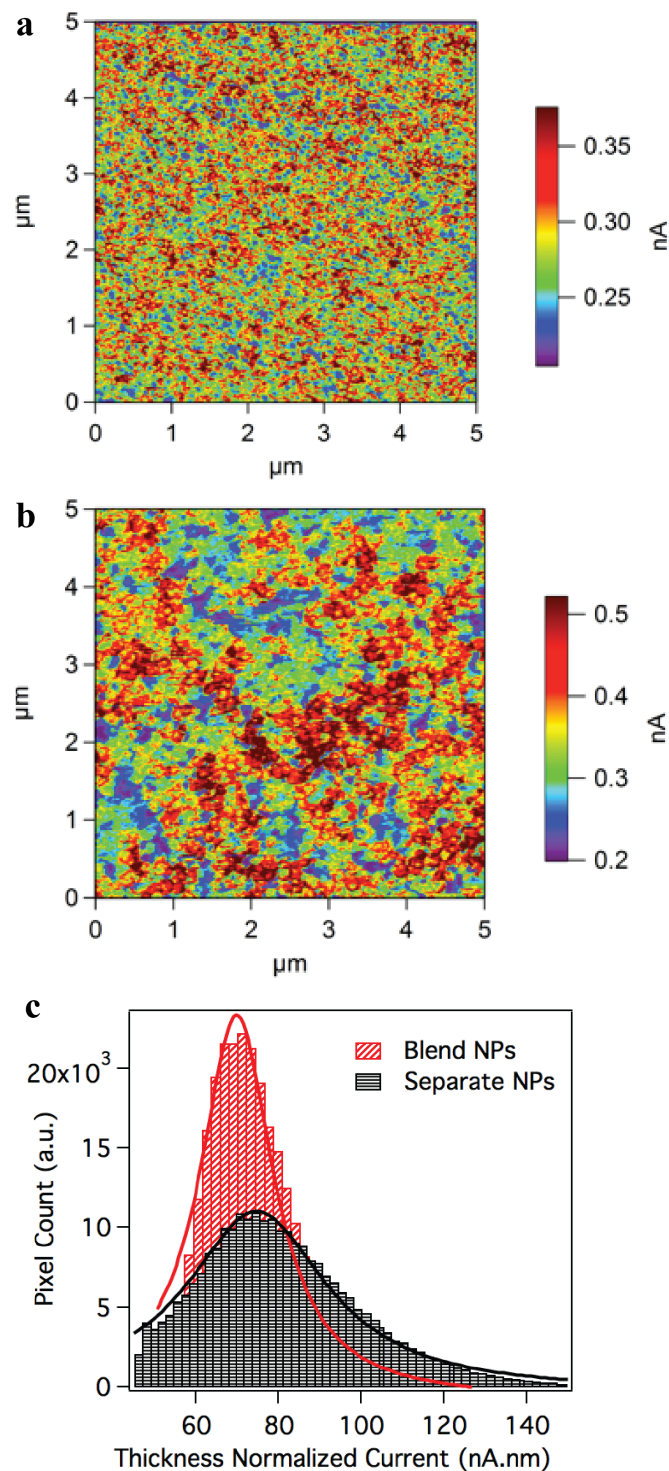 a
5
4
3
2
1
0
µm
0 1 2 3 4 5
µm
0.35
0.30
0.25
nA
b
5
4
3
2
1
0
µm
0 1 2 3 4 5
µm
0.5
0.4
0.3
0.2
nA
c
20x10³
15
10
5
0
Pixel Count (a.u.)
Blend NPs
Separate NPs
60 80 100 120 140
Thickness Normalized Current (nA.nm)